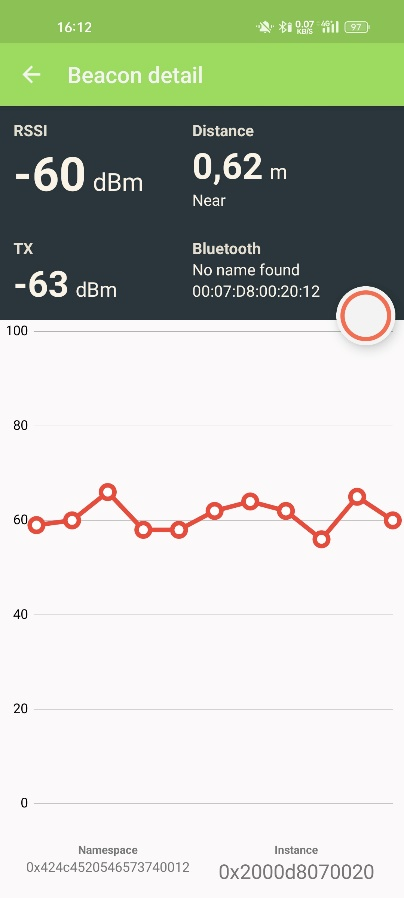 16:12
0.07
KB/S
4G+
97
Beacon detail
RSSI
Distance
-60 dBm
0,62 m
Near
TX
Bluetooth
-63 dBm
No name found
00:07:D8:00:20:12
100
80
60
40
20
0
Namespace
Instance
0x424c4520546573740012
0x2000d8070020